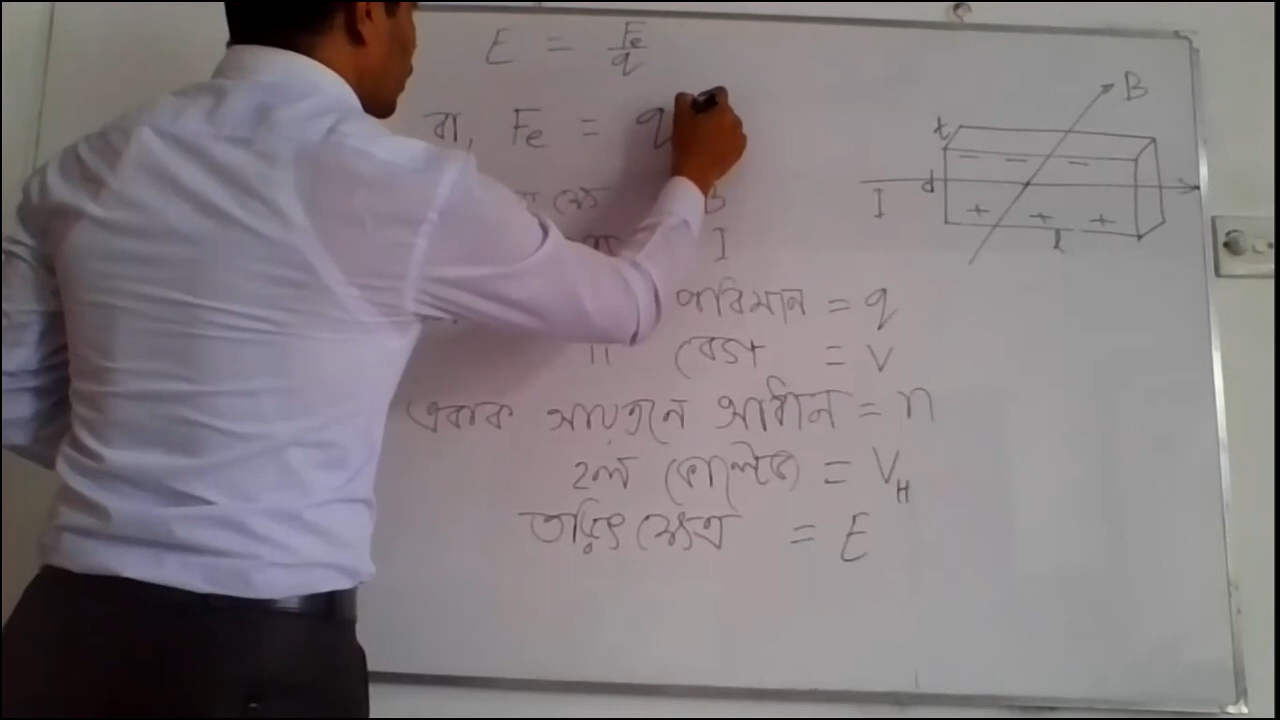 E = Fe/q
বা, Fe = q
B
I
পরিমান = q
" বেগ = v
একক আয়তনে আধান = n
হল ভোল্টেজ = VH
তড়িৎ ক্ষেত্র = E
B
t
d
I
l